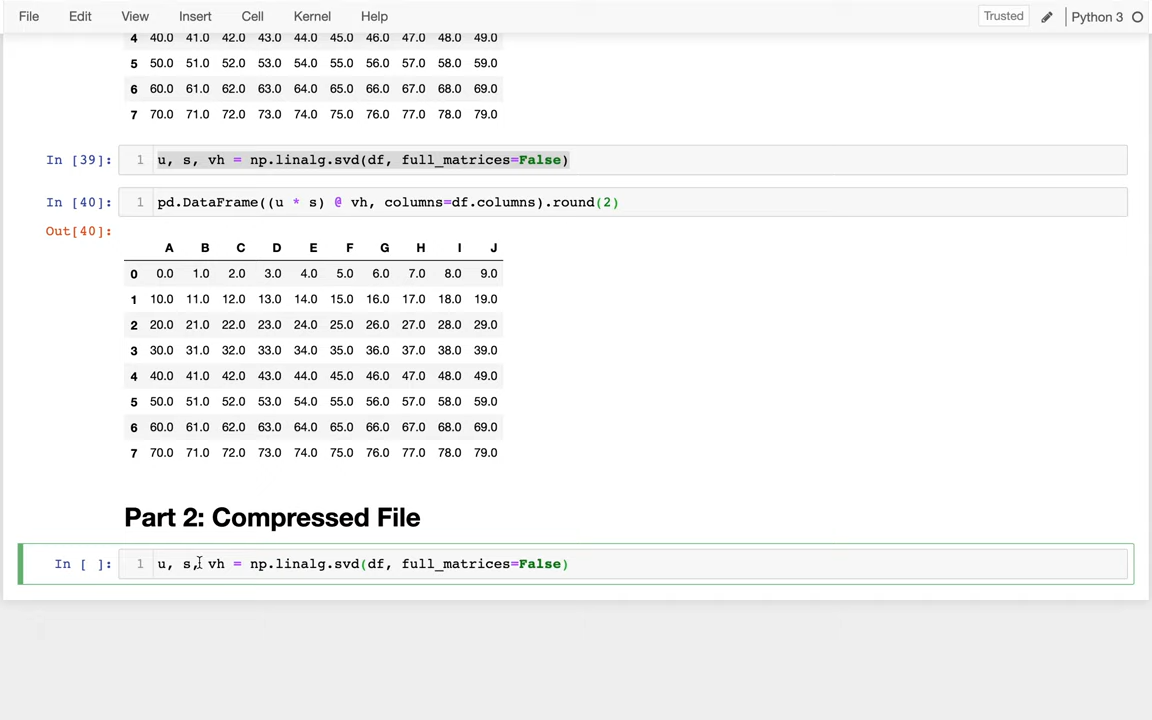 File Edit View Insert Cell Kernel Help Trusted Python 3
4 40.0 41.0 42.0 43.0 44.0 45.0 46.0 47.0 48.0 49.0
5 50.0 51.0 52.0 53.0 54.0 55.0 56.0 57.0 58.0 59.0
6 60.0 61.0 62.0 63.0 64.0 65.0 66.0 67.0 68.0 69.0
7 70.0 71.0 72.0 73.0 74.0 75.0 76.0 77.0 78.0 79.0
In [39]: 1 u, s, vh = np.linalg.svd(df, full_matrices=False)
In [40]: 1 pd.DataFrame((u * s) @ vh, columns=df.columns).round(2)
Out[40]:
A B C D E F G H I J
0 0.0 1.0 2.0 3.0 4.0 5.0 6.0 7.0 8.0 9.0
1 10.0 11.0 12.0 13.0 14.0 15.0 16.0 17.0 18.0 19.0
2 20.0 21.0 22.0 23.0 24.0 25.0 26.0 27.0 28.0 29.0
3 30.0 31.0 32.0 33.0 34.0 35.0 36.0 37.0 38.0 39.0
4 40.0 41.0 42.0 43.0 44.0 45.0 46.0 47.0 48.0 49.0
5 50.0 51.0 52.0 53.0 54.0 55.0 56.0 57.0 58.0 59.0
6 60.0 61.0 62.0 63.0 64.0 65.0 66.0 67.0 68.0 69.0
7 70.0 71.0 72.0 73.0 74.0 75.0 76.0 77.0 78.0 79.0
Part 2: Compressed File
In [ ]: 1 u, s, vh = np.linalg.svd(df, full_matrices=False)